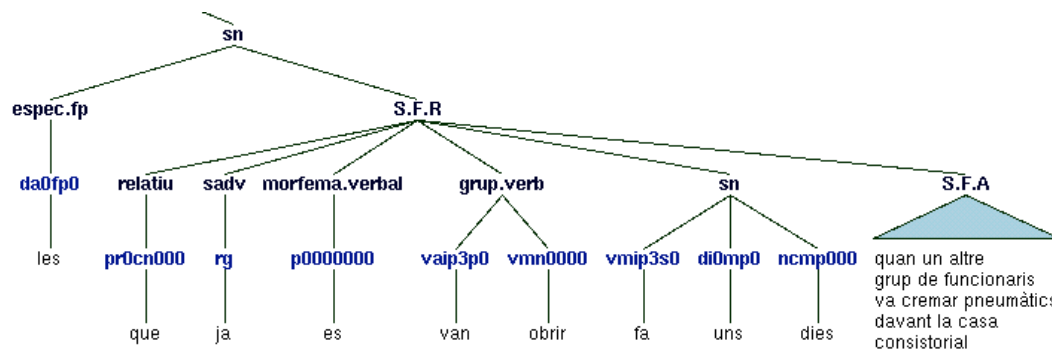 sn
espec.fp S.F.R
da0fp0 relatiu sadv morfema.verbal grup.verb sn S.F.A
les pr0cn000 rg p0000000 vaip3p0 vmn0000 vmip3s0 di0mp0 ncmp000 quan un altre
grup de funcionaris
va cremar pneumàtics
davant la casa
que ja es van obrir fa uns dies consistorial